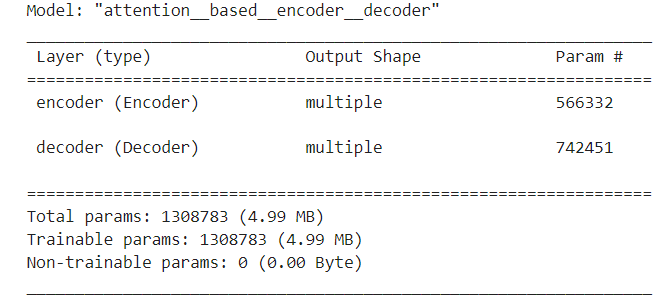 Model: "attention__based__encoder__decoder"
_________________________________________________________________
Layer (type) Output Shape Param #
=================================================================
encoder (Encoder) multiple 566332
decoder (Decoder) multiple 742451
=================================================================
Total params: 1308783 (4.99 MB)
Trainable params: 1308783 (4.99 MB)
Non-trainable params: 0 (0.00 Byte)
_________________________________________________________________